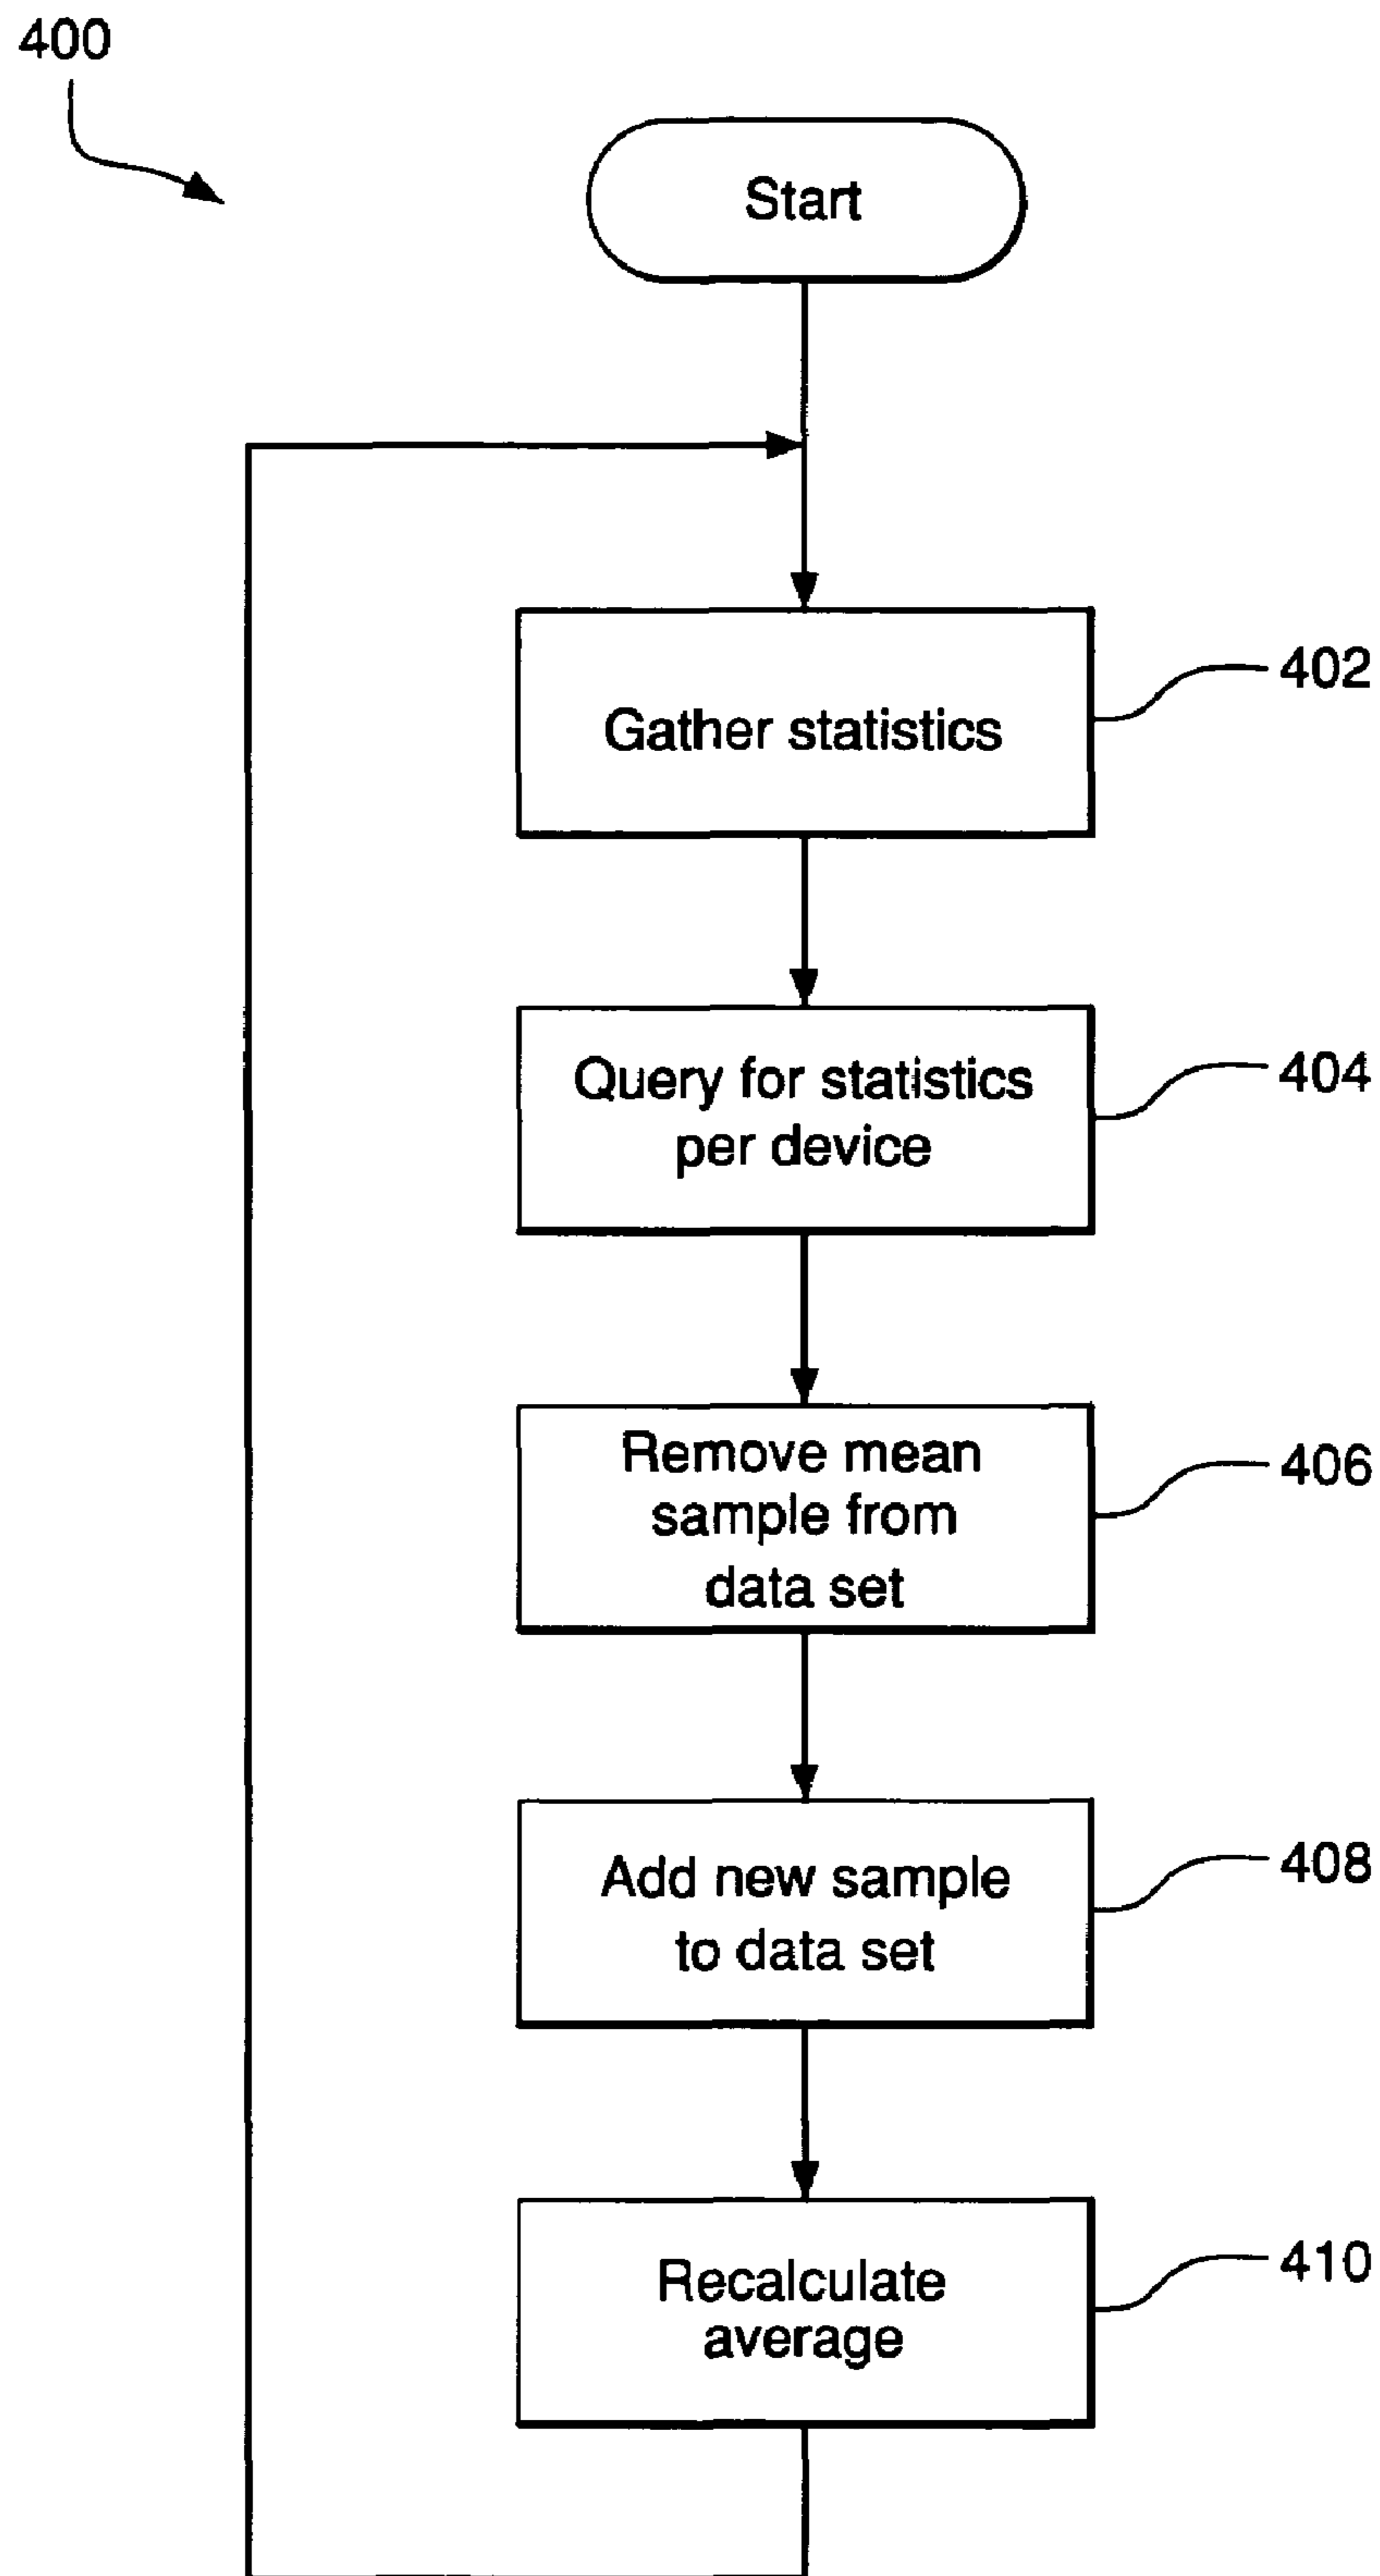 400
Start
Gather statistics
402
Query for statistics
per device
404
Remove mean
sample from
data set
406
Add new sample
to data set
408
Recalculate
average
410